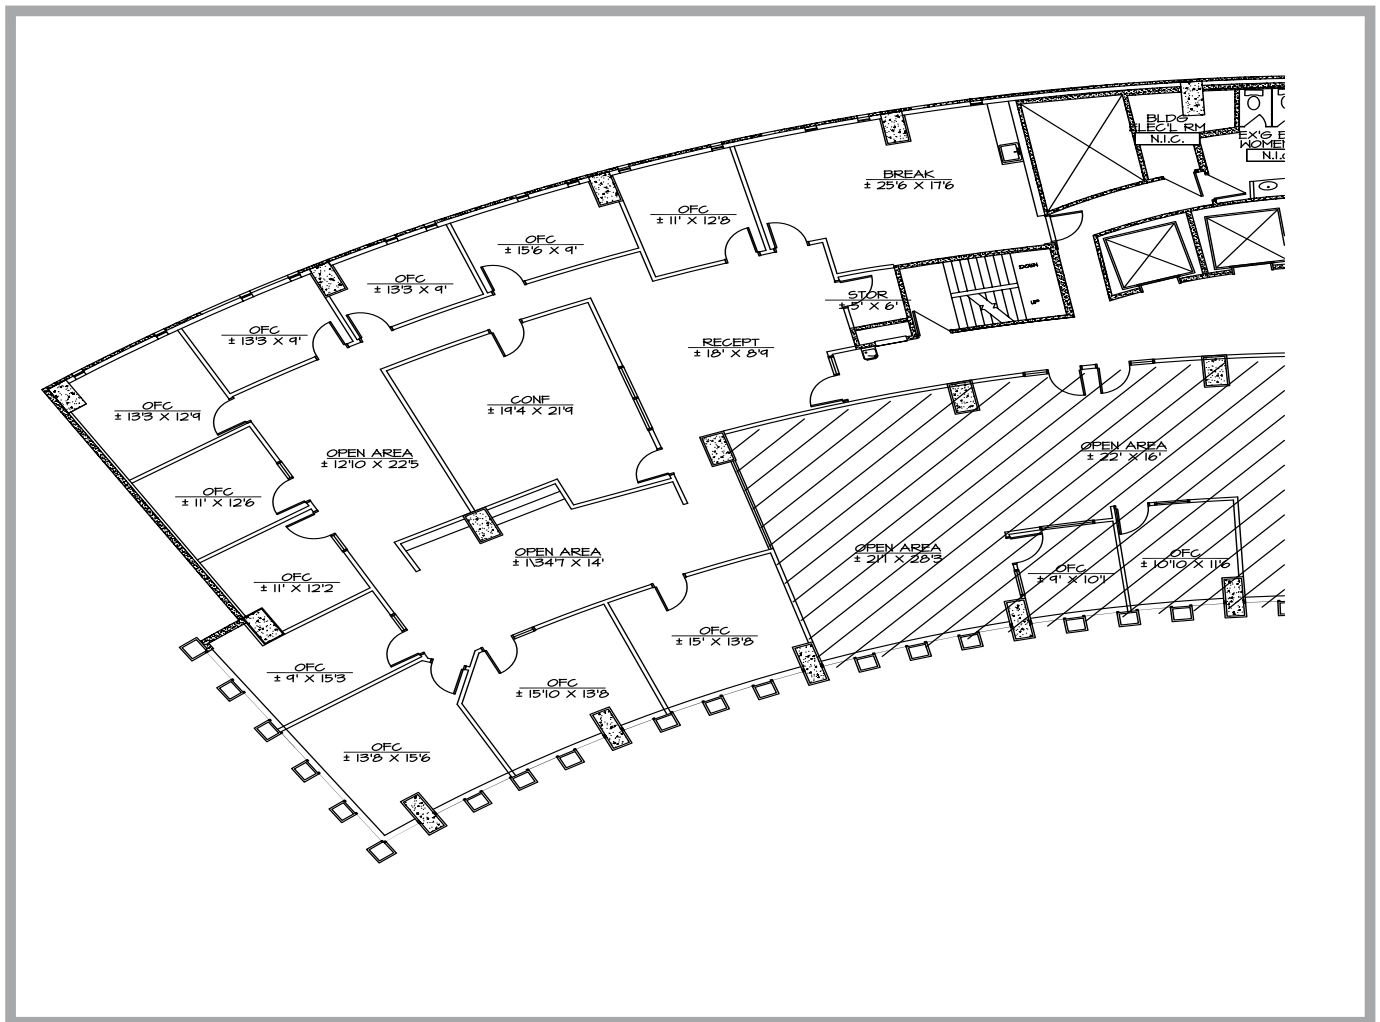 BLDG
ELEC'L RM
N.I.C.
EX'G
WOMEN
N.I.C
BREAK
± 25'6 X 17'6
OFC
± 11' X 12'8
OFC
± 15'6 X 9'
OFC
± 13'3 X 9'
DOWN
UP
STOR
± 5' X 6'
OFC
± 13'3 X 9'
RECEPT
± 18' X 8'9
OFC
± 13'3 X 12'9
CONF
± 19'4 X 21'9
OPEN AREA
± 12'10 X 22'5
OPEN AREA
± 22' X 16'
OFC
± 11' X 12'6
OPEN AREA
± 1\34'7 X 14'
OPEN AREA
± 21'1 X 28'3
OFC
± 10'10 X 11'6
OFC
± 9' X 10'1
OFC
± 11' X 12'2
OFC
± 15' X 13'8
OFC
± 9' X 15'3
OFC
± 15'10 X 13'8
OFC
± 13'8 X 15'6